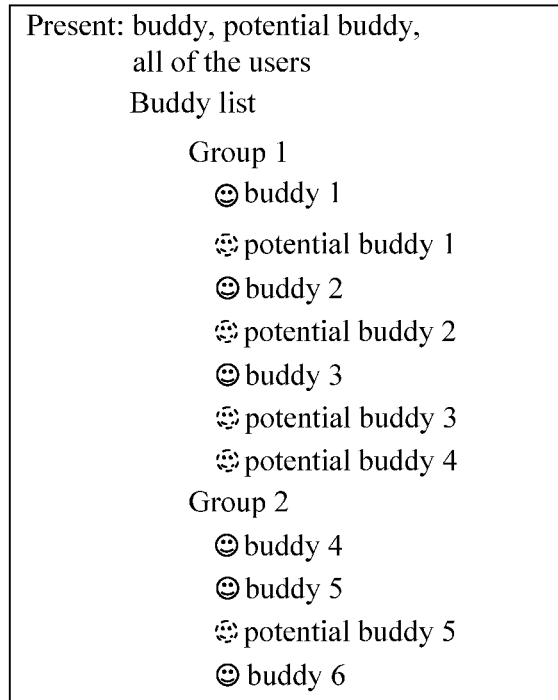 Present: buddy, potential buddy,
all of the users
Buddy list
Group 1
buddy 1
potential buddy 1
buddy 2
potential buddy 2
buddy 3
potential buddy 3
potential buddy 4
Group 2
buddy 4
buddy 5
potential buddy 5
buddy 6